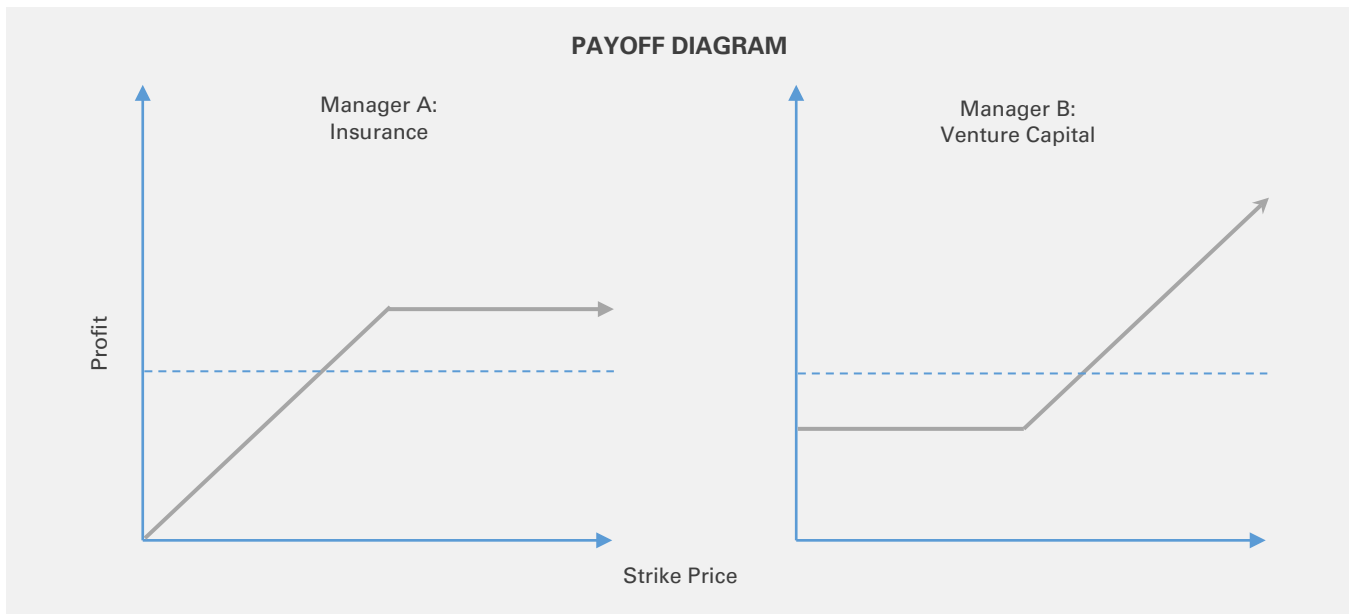 PAYOFF DIAGRAM
Manager A:
Insurance
Manager B:
Venture Capital
Profit
Strike Price